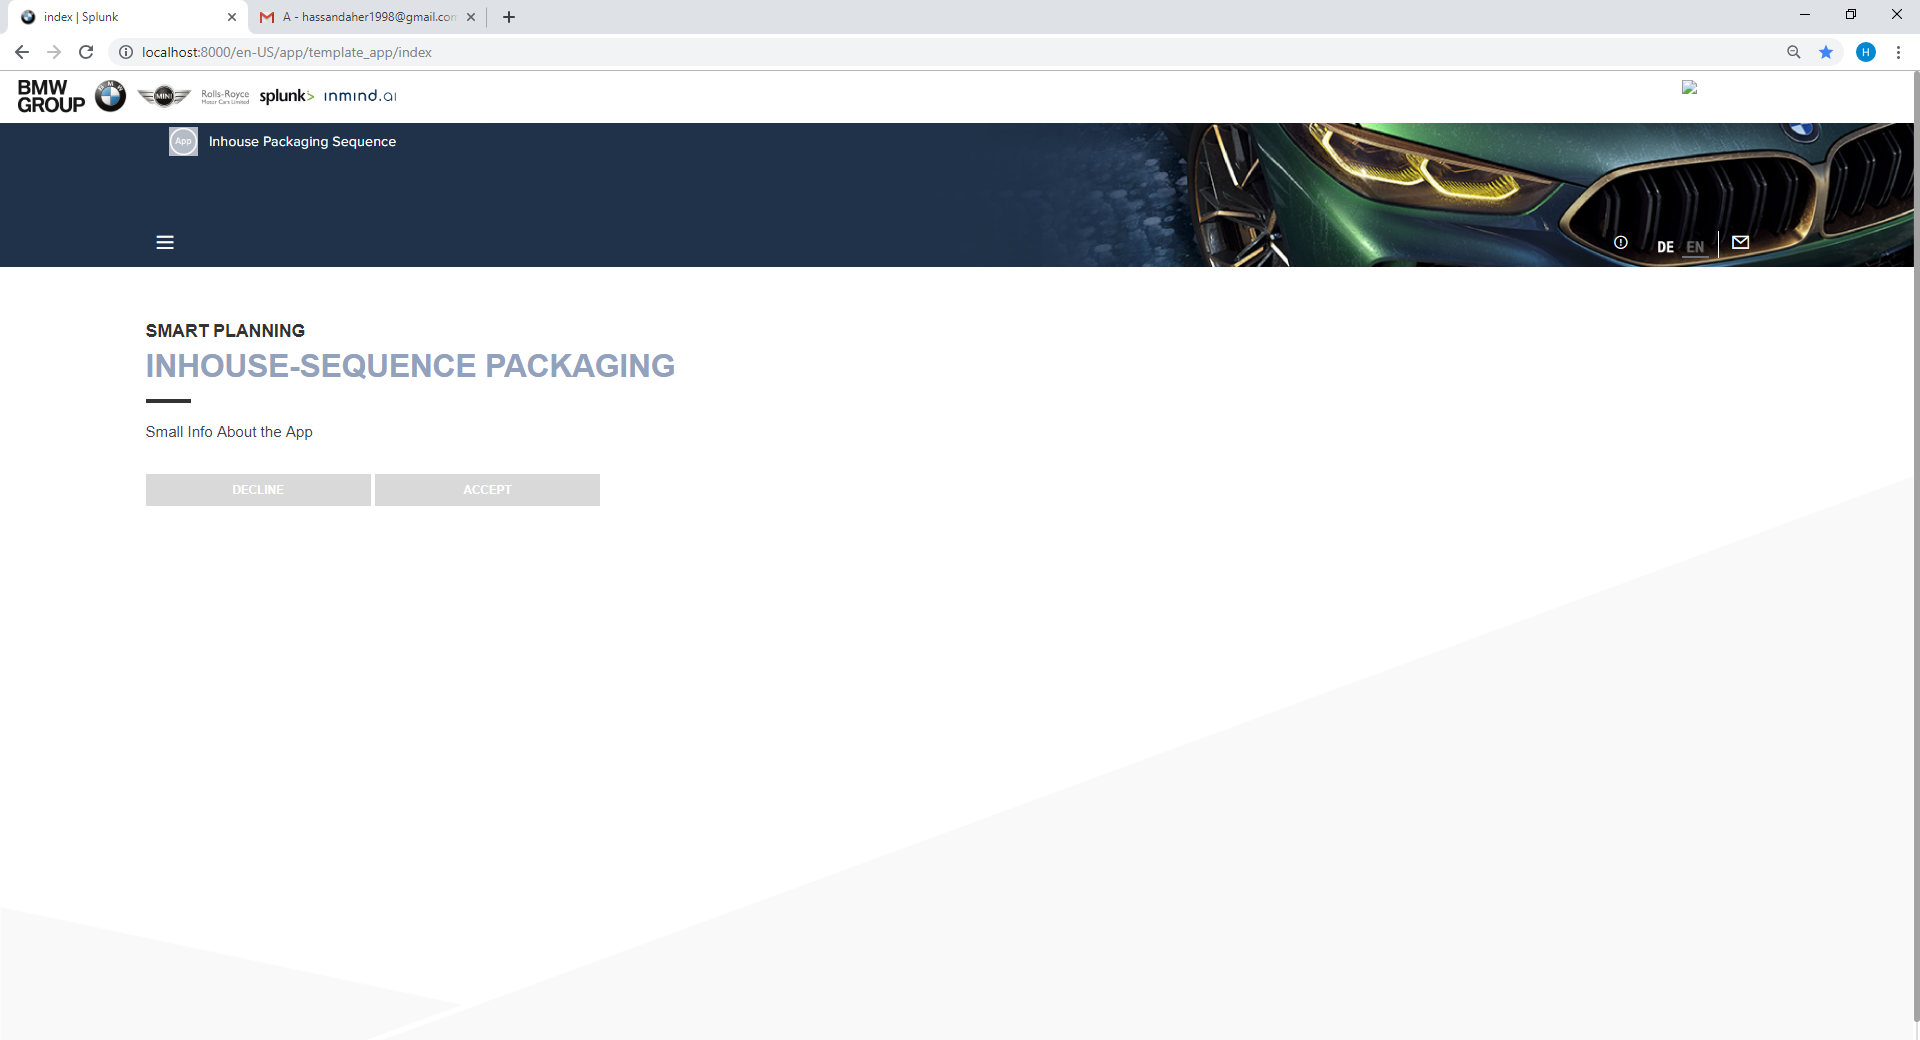 index | Splunk
A - hassandaher1998@gmail.com
localhost:8000/en-US/app/template_app/index
H
BMW
GROUP
BMW
MINI
Rolls-Royce
Motor Cars Limited
splunk>
inmind.ai
App
Inhouse Packaging Sequence
DE EN
SMART PLANNING
INHOUSE-SEQUENCE PACKAGING
Small Info About the App
DECLINE
ACCEPT